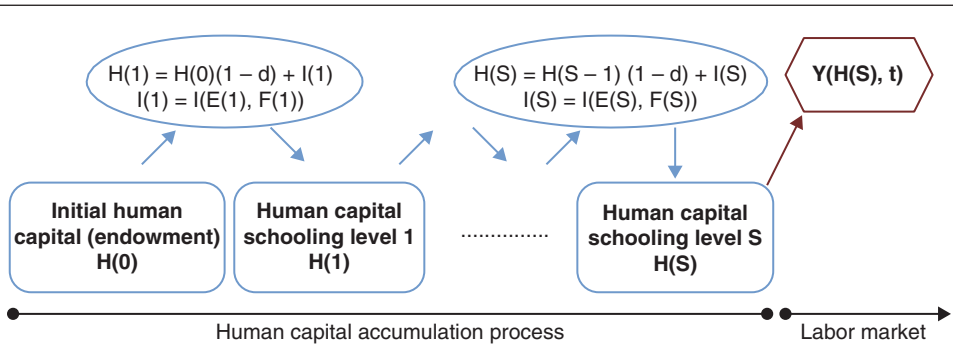 H(1) = H(0)(1 – d) + I(1)
I(1) = I(E(1), F(1))
H(S) = H(S – 1) (1 – d) + I(S)
I(S) = I(E(S), F(S))
Y(H(S), t)
Initial human
capital (endowment)
H(0)
Human capital
schooling level 1
H(1)
...............
Human capital
schooling level S
H(S)
Human capital accumulation process
Labor market